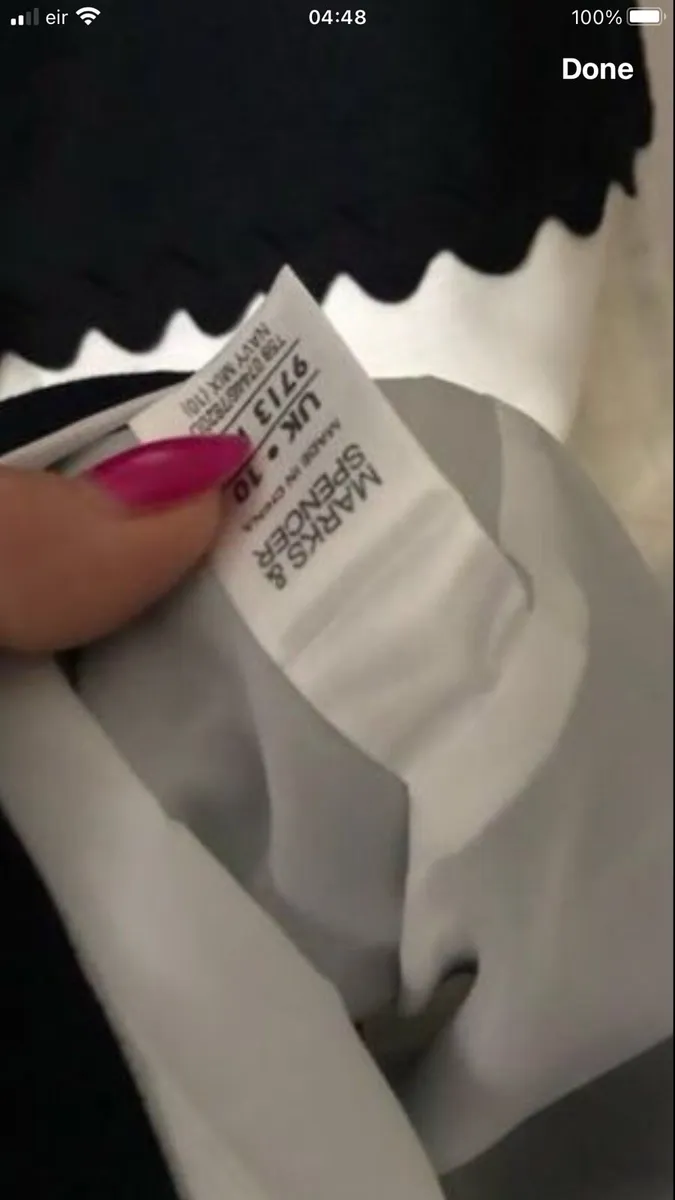 eir
04:48
100%
Done
MARKS &
SPENCER
MADE IN CHINA
UK • 10
9713
NAVY MIX (10)